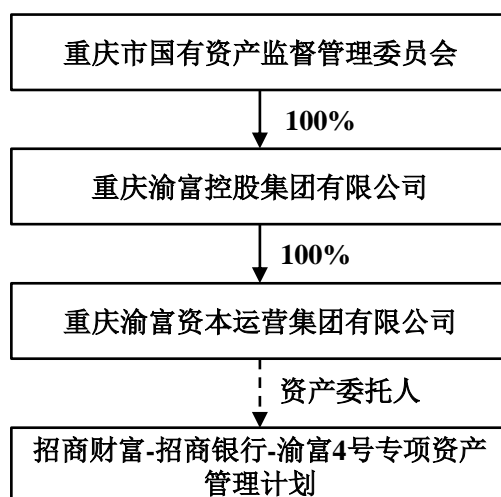 重庆市国有资产监督管理委员会
100%
重庆渝富控股集团有限公司
100%
重庆渝富资本运营集团有限公司
资产委托人
招商财富-招商银行-渝富4号专项资产
管理计划